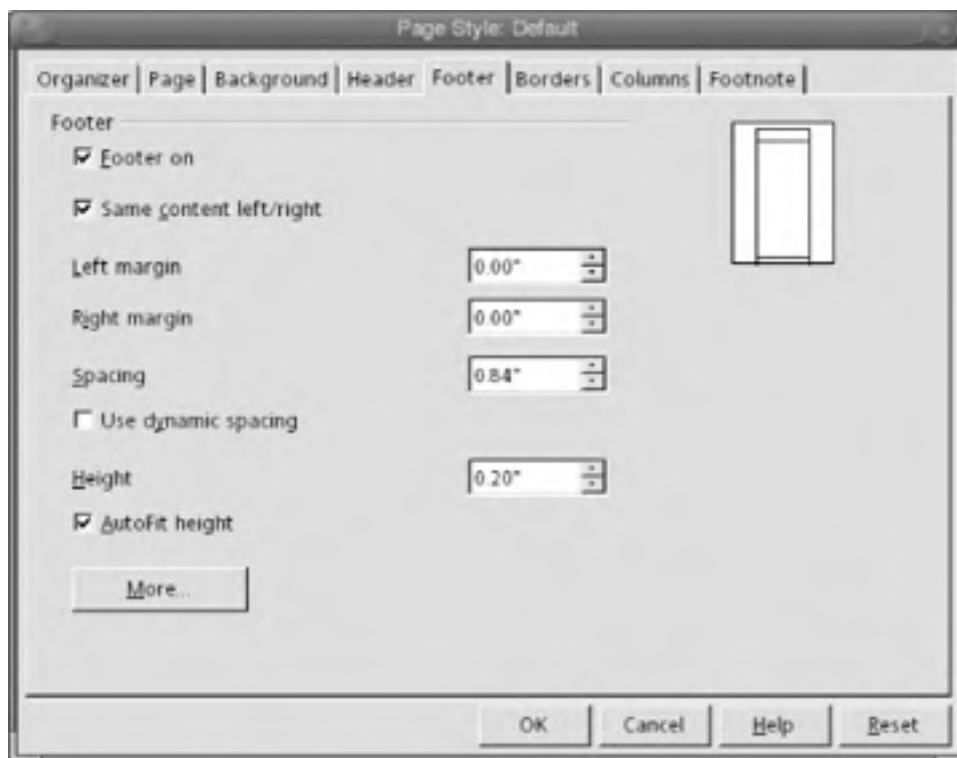 Page Style: Default
Organizer Page Background Header Footer Borders Columns Footnote
Footer
Footer on
Same content left/right
Left margin 0.00"
Right margin 0.00"
Spacing 0.84"
Use dynamic spacing
Height 0.20"
AutoFit height
More...
OK Cancel Help Reset